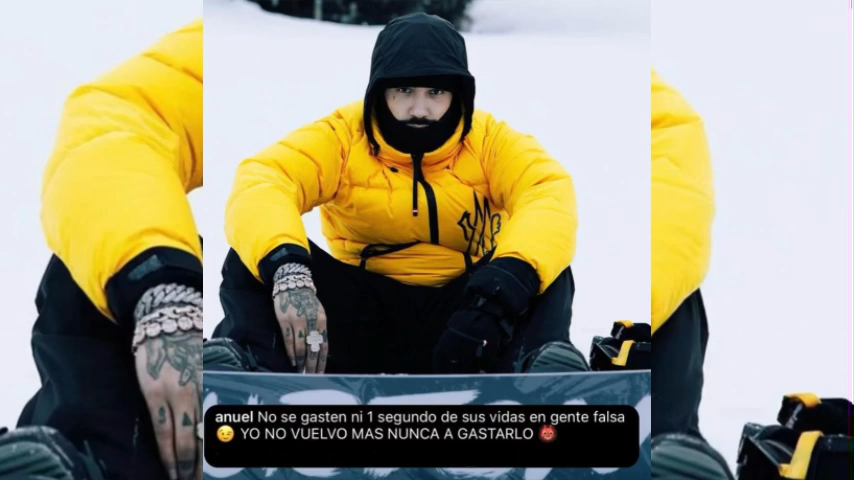 anuel No se gasten ni 1 segundo de sus vidas en gente falsa
😉 YO NO VUELVO MAS NUNCA A GASTARLO 👹